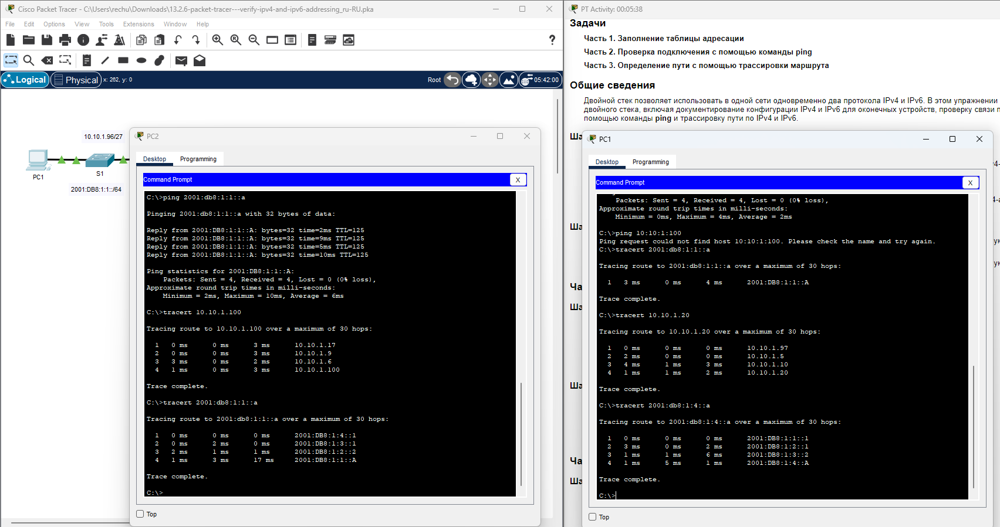 Cisco Packet Tracer - C:\Users\rechu\Downloads\13.2.6-packet-tracer---verify-ipv4-and-ipv6-addressing_ru-RU.pka
File Edit Options View Tools Extensions Window Help
Logical Physical x: 262, y: 0 Root 05:42:00
10.10.1.96/27
PC1
S1
2001:DB8:1:1::/64
PC2
Desktop Programming
Command Prompt X
C:\>ping 2001:db8:1:1::a
Pinging 2001:db8:1:1::a with 32 bytes of data:
Reply from 2001:DB8:1:1::A: bytes=32 time=2ms TTL=125
Reply from 2001:DB8:1:1::A: bytes=32 time=9ms TTL=125
Reply from 2001:DB8:1:1::A: bytes=32 time=5ms TTL=125
Reply from 2001:DB8:1:1::A: bytes=32 time=10ms TTL=125
Ping statistics for 2001:DB8:1:1::A:
Packets: Sent = 4, Received = 4, Lost = 0 (0% loss),
Approximate round trip times in milli-seconds:
Minimum = 2ms, Maximum = 10ms, Average = 6ms
C:\>tracert 10.10.1.100
Tracing route to 10.10.1.100 over a maximum of 30 hops:
1 0 ms 0 ms 3 ms 10.10.1.17
2 0 ms 0 ms 3 ms 10.10.1.9
3 3 ms 0 ms 2 ms 10.10.1.6
4 1 ms 0 ms 3 ms 10.10.1.100
Trace complete.
C:\>tracert 2001:db8:1:1::a
Tracing route to 2001:db8:1:1::a over a maximum of 30 hops:
1 0 ms 0 ms 0 ms 2001:DB8:1:4::1
2 0 ms 2 ms 0 ms 2001:DB8:1:3::1
3 2 ms 1 ms 1 ms 2001:DB8:1:2::2
4 1 ms 3 ms 17 ms 2001:DB8:1:1::A
Trace complete.
C:\>
Top
PT Activity: 00:05:38
Задачи
Часть 1. Заполнение таблицы адресации
Часть 2. Проверка подключения с помощью команды ping
Часть 3. Определение пути с помощью трассировки маршрута
Общие сведения
Двойной стек позволяет использовать в одной сети одновременно два протокола IPv4 и IPv6. В этом упражнении
двойного стека, включая документирование конфигурации IPv4 и IPv6 для оконечных устройств, проверку связи п
помощью команды ping и трассировку пути по IPv4 и IPv6.
Ша
Ша
Ча
Ша
Ша
Ча
Ша
PC1
Desktop Programming
Command Prompt X
Packets: Sent = 4, Received = 4, Lost = 0 (0% loss),
Approximate round trip times in milli-seconds:
Minimum = 0ms, Maximum = 4ms, Average = 2ms
C:\>ping 10:10:1:100
Ping request could not find host 10:10:1:100. Please check the name and try again.
C:\>tracert 2001:db8:1:1::a
Tracing route to 2001:db8:1:1::a over a maximum of 30 hops:
1 3 ms 0 ms 4 ms 2001:DB8:1:1::A
Trace complete.
C:\>tracert 10.10.1.20
Tracing route to 10.10.1.20 over a maximum of 30 hops:
1 0 ms 0 ms 0 ms 10.10.1.97
2 2 ms 0 ms 0 ms 10.10.1.5
3 4 ms 1 ms 3 ms 10.10.1.10
4 1 ms 1 ms 2 ms 10.10.1.20
Trace complete.
C:\>tracert 2001:db8:1:4::a
Tracing route to 2001:db8:1:4::a over a maximum of 30 hops:
1 0 ms 0 ms 0 ms 2001:DB8:1:1::1
2 3 ms 0 ms 2 ms 2001:DB8:1:2::1
3 1 ms 1 ms 6 ms 2001:DB8:1:3::2
4 1 ms 5 ms 1 ms 2001:DB8:1:4::A
Trace complete.
C:\>
Top